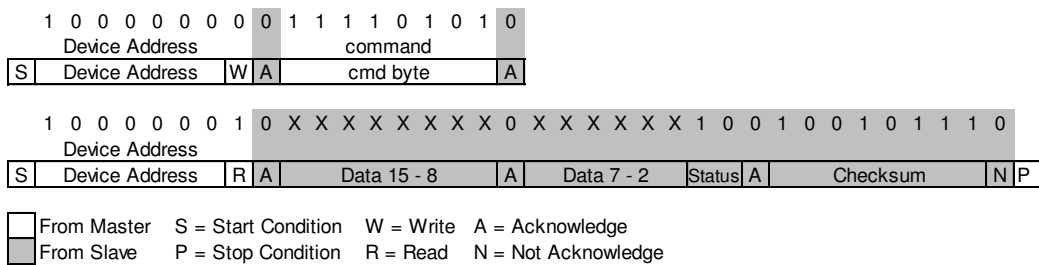 1 0 0 0 0 0 0 0 0 1 1 1 1 0 1 0 1 0
Device Address command
S Device Address W A cmd byte A
1 0 0 0 0 0 0 1 0 X X X X X X X X 0 X X X X X X 1 0 0 1 0 0 1 0 1 1 1 0
Device Address
S Device Address R A Data 15 - 8 A Data 7 - 2 Status A Checksum N P
From Master S = Start Condition W = Write A = Acknowledge
From Slave P = Stop Condition R = Read N = Not Acknowledge